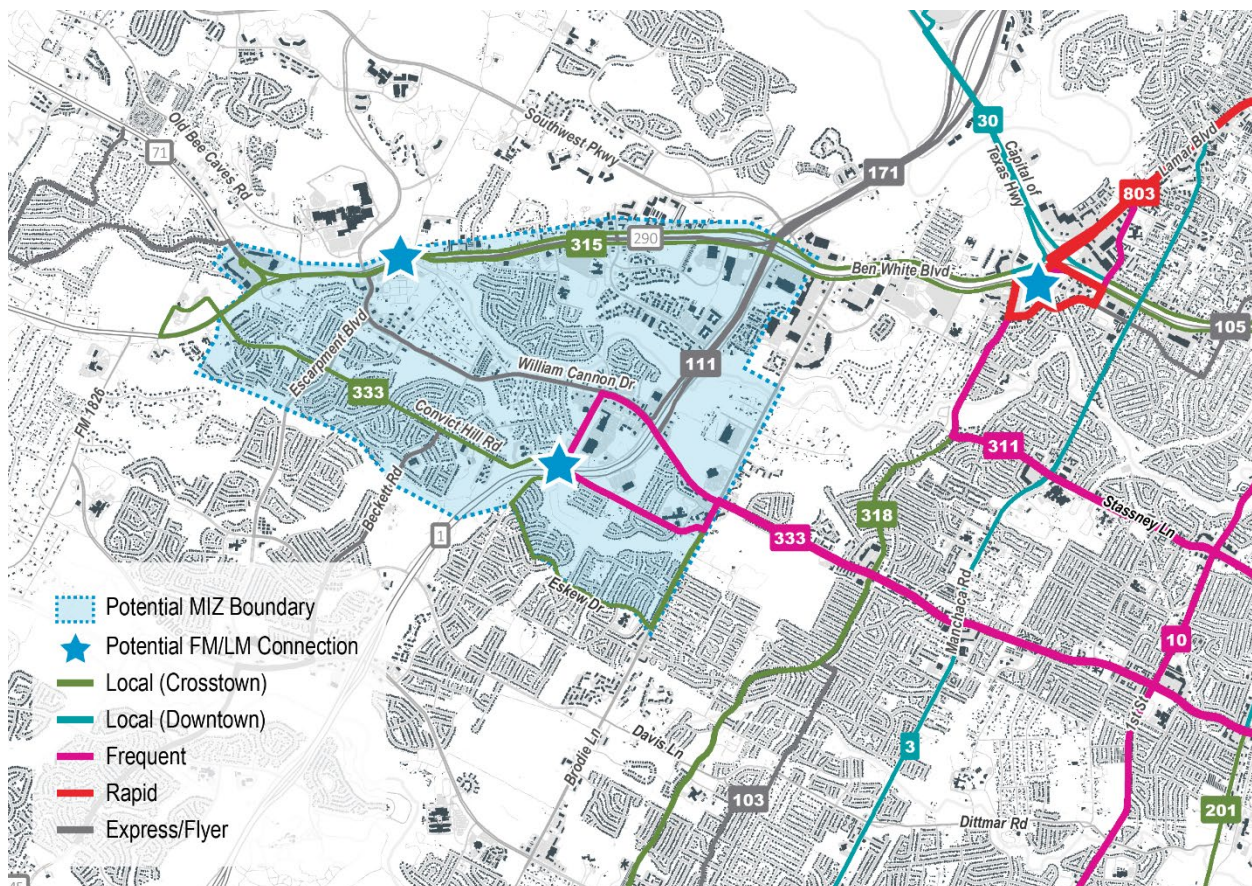 Old Bee Caves Rd
71
Southwest Pkwy
171
30
Capital of
Texas Hwy
Lamar Blvd
803
315
290
Ben White Blvd
105
Escarpment Blvd
William Cannon Dr
111
333
Convict Hill Rd
FM 1826
Beckett Rd
1
311
Stassney Ln
318
333
Eskew Dr
Manchaca Rd
10
1st St
Brodie Ln
Davis Ln
3
103
Dittmar Rd
201
45
Potential MIZ Boundary
Potential FM/LM Connection
Local (Crosstown)
Local (Downtown)
Frequent
Rapid
Express/Flyer